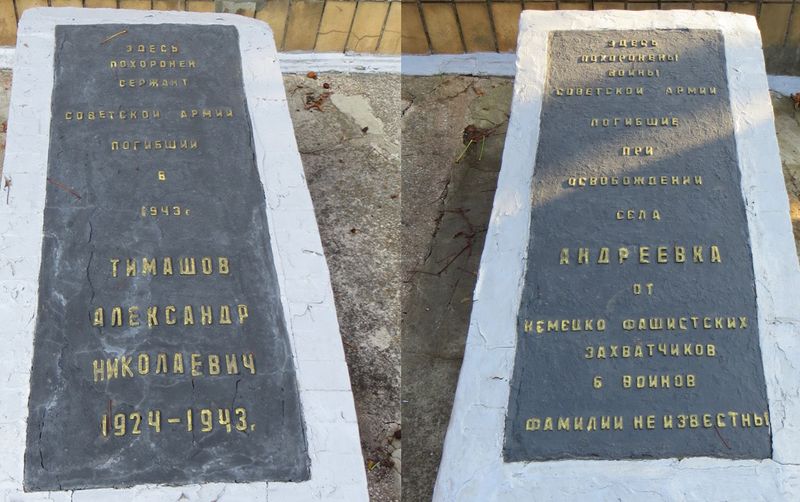 ЗДЕСЬ
ПОХОРОНЕН
СЕРЖАНТ
СОВЕТСКОЙ АРМИИ
ПОГИБШИЙ
В
1943г
ТИМАШОВ
АЛЕКСАНДР
НИКОЛАЕВИЧ
1924-1943г
ЗДЕСЬ
ПОХОРОНЕНЫ
ВОИНЫ
СОВЕТСКОЙ АРМИИ
ПОГИБШИЕ
ПРИ
ОСВОБОЖДЕНИИ
СЕЛА
АНДРЕЕВКА
ОТ
НЕМЕЦКО ФАШИСТСКИХ
ЗАХВАТЧИКОВ
6 ВОИНОВ
ФАМИЛИИ НЕ ИЗВЕСТНЫ